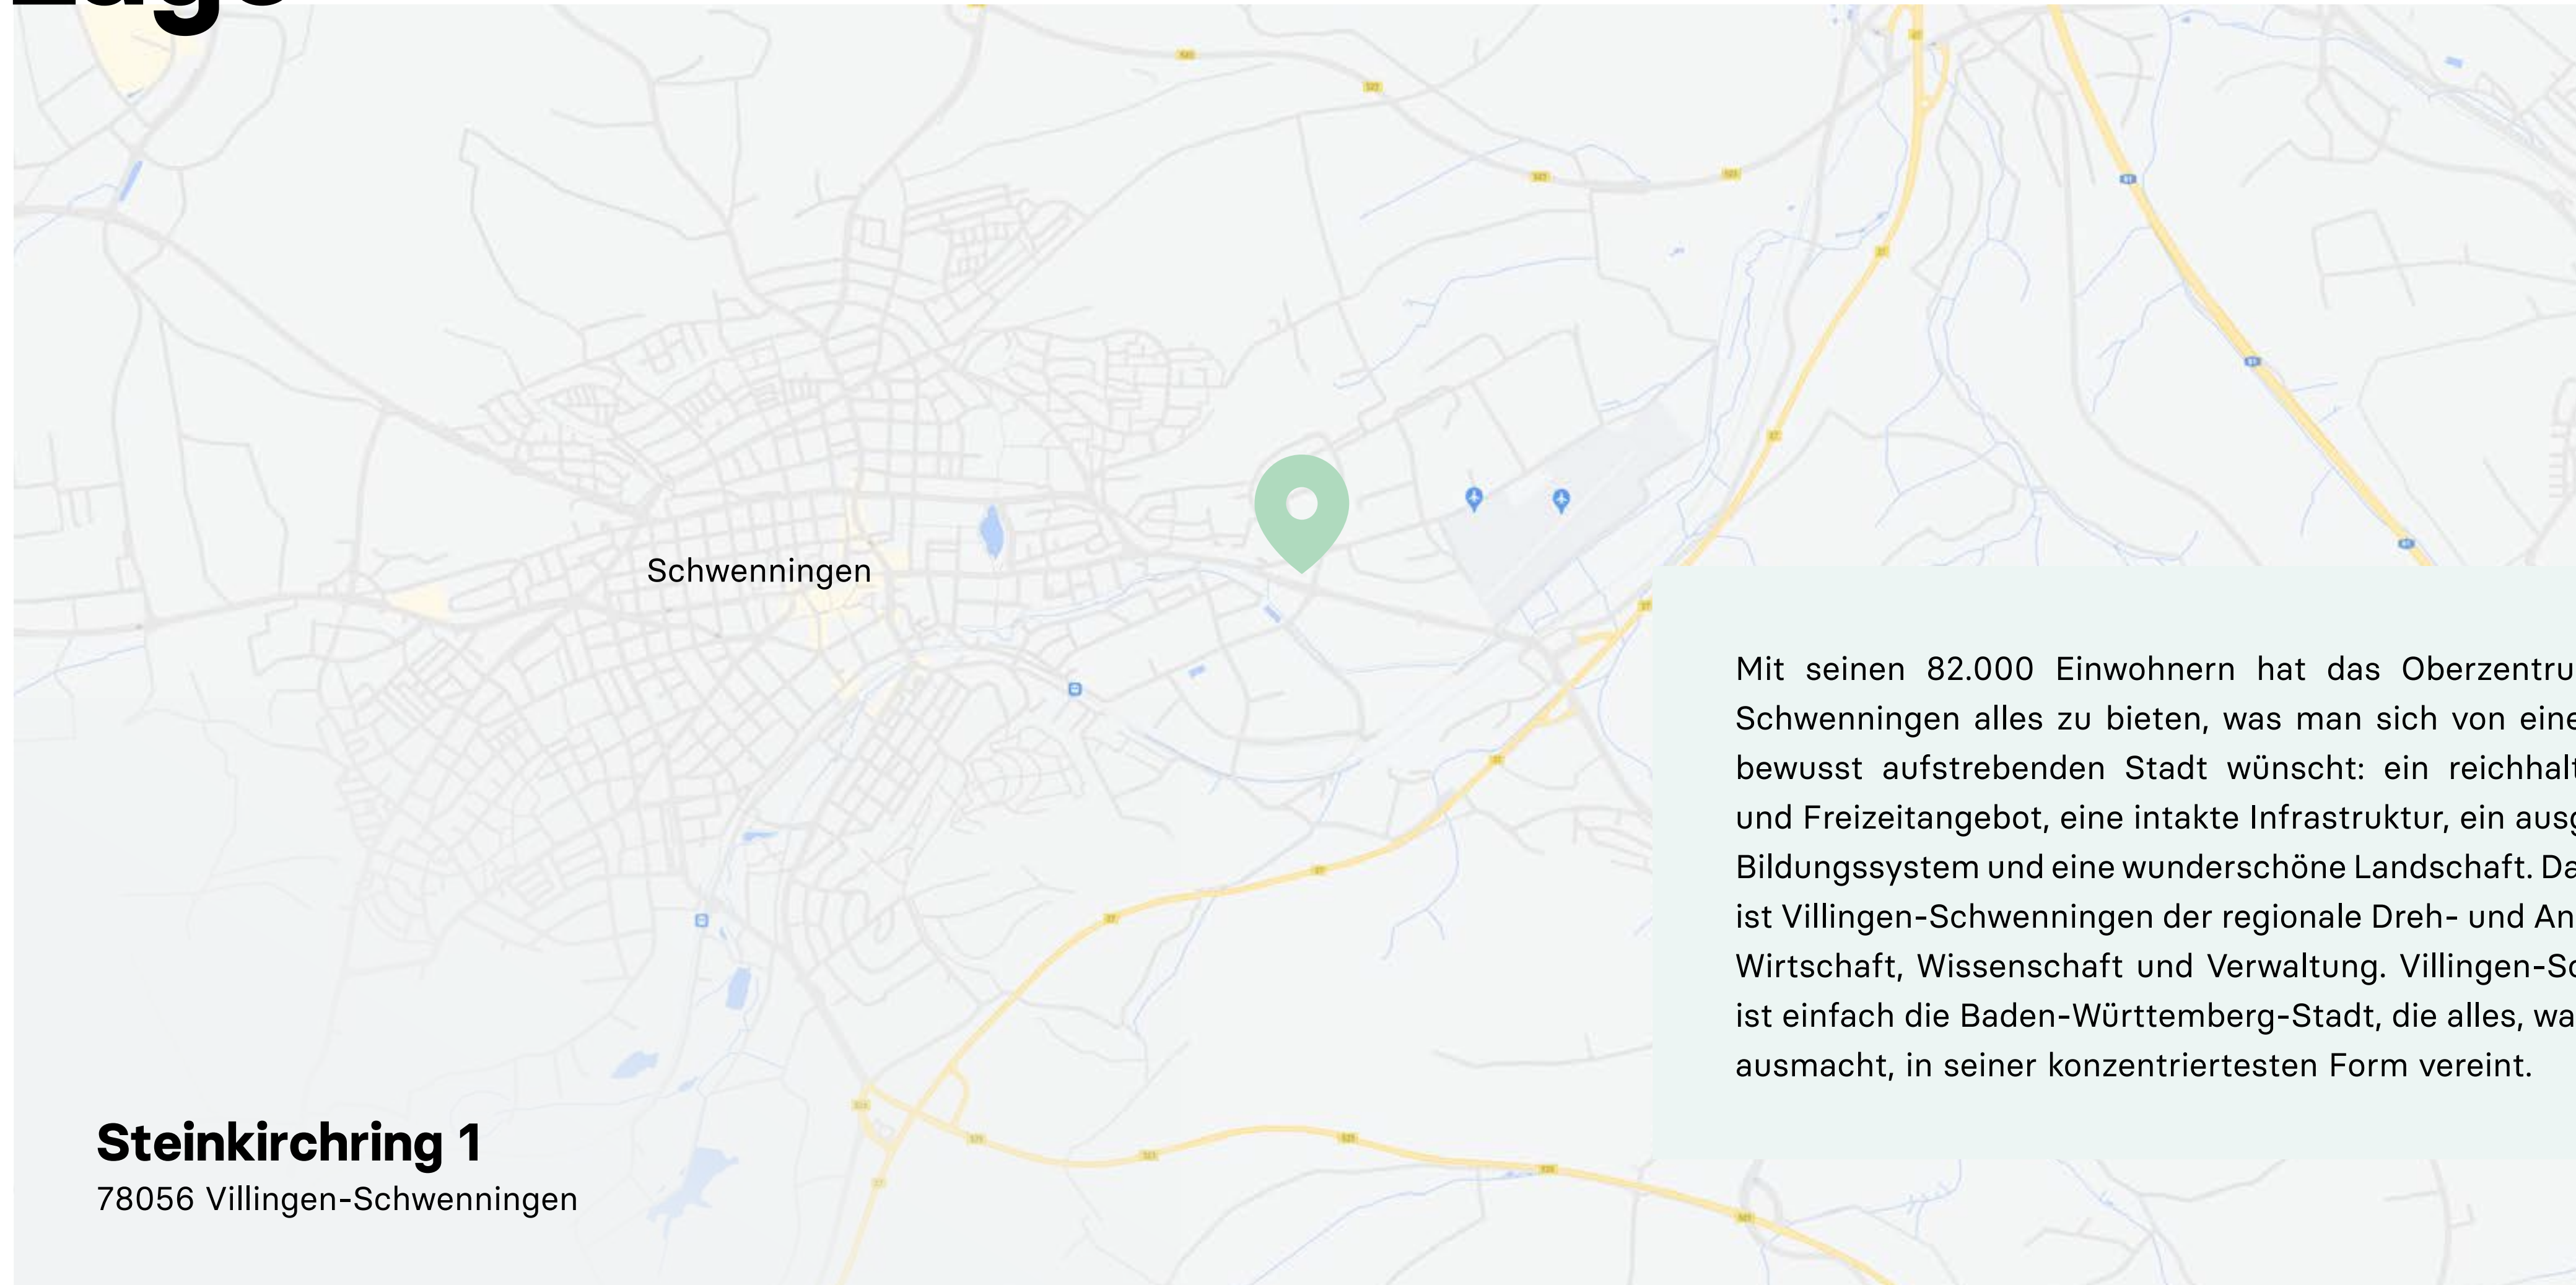 Schwenningen
Mit seinen 82.000 Einwohnern hat das
Schwenningen alles zu bieten, was man sich von
bewusst aufstrebenden Stadt wünscht: ein
und Freizeitangebot, eine intakte Infrastruktur, ein
Bildungssystem und eine wunderschöne Landschaft.
ist Villingen-Schwenningen der regionale Dreh- und
Wirtschaft, Wissenschaft und Verwaltung.
ist einfach die Baden-Württemberg-Stadt, die alles,
ausmacht, in seiner konzentriertesten Form vereint.
Steinkirchring 1
78056 Villingen-Schwenningen